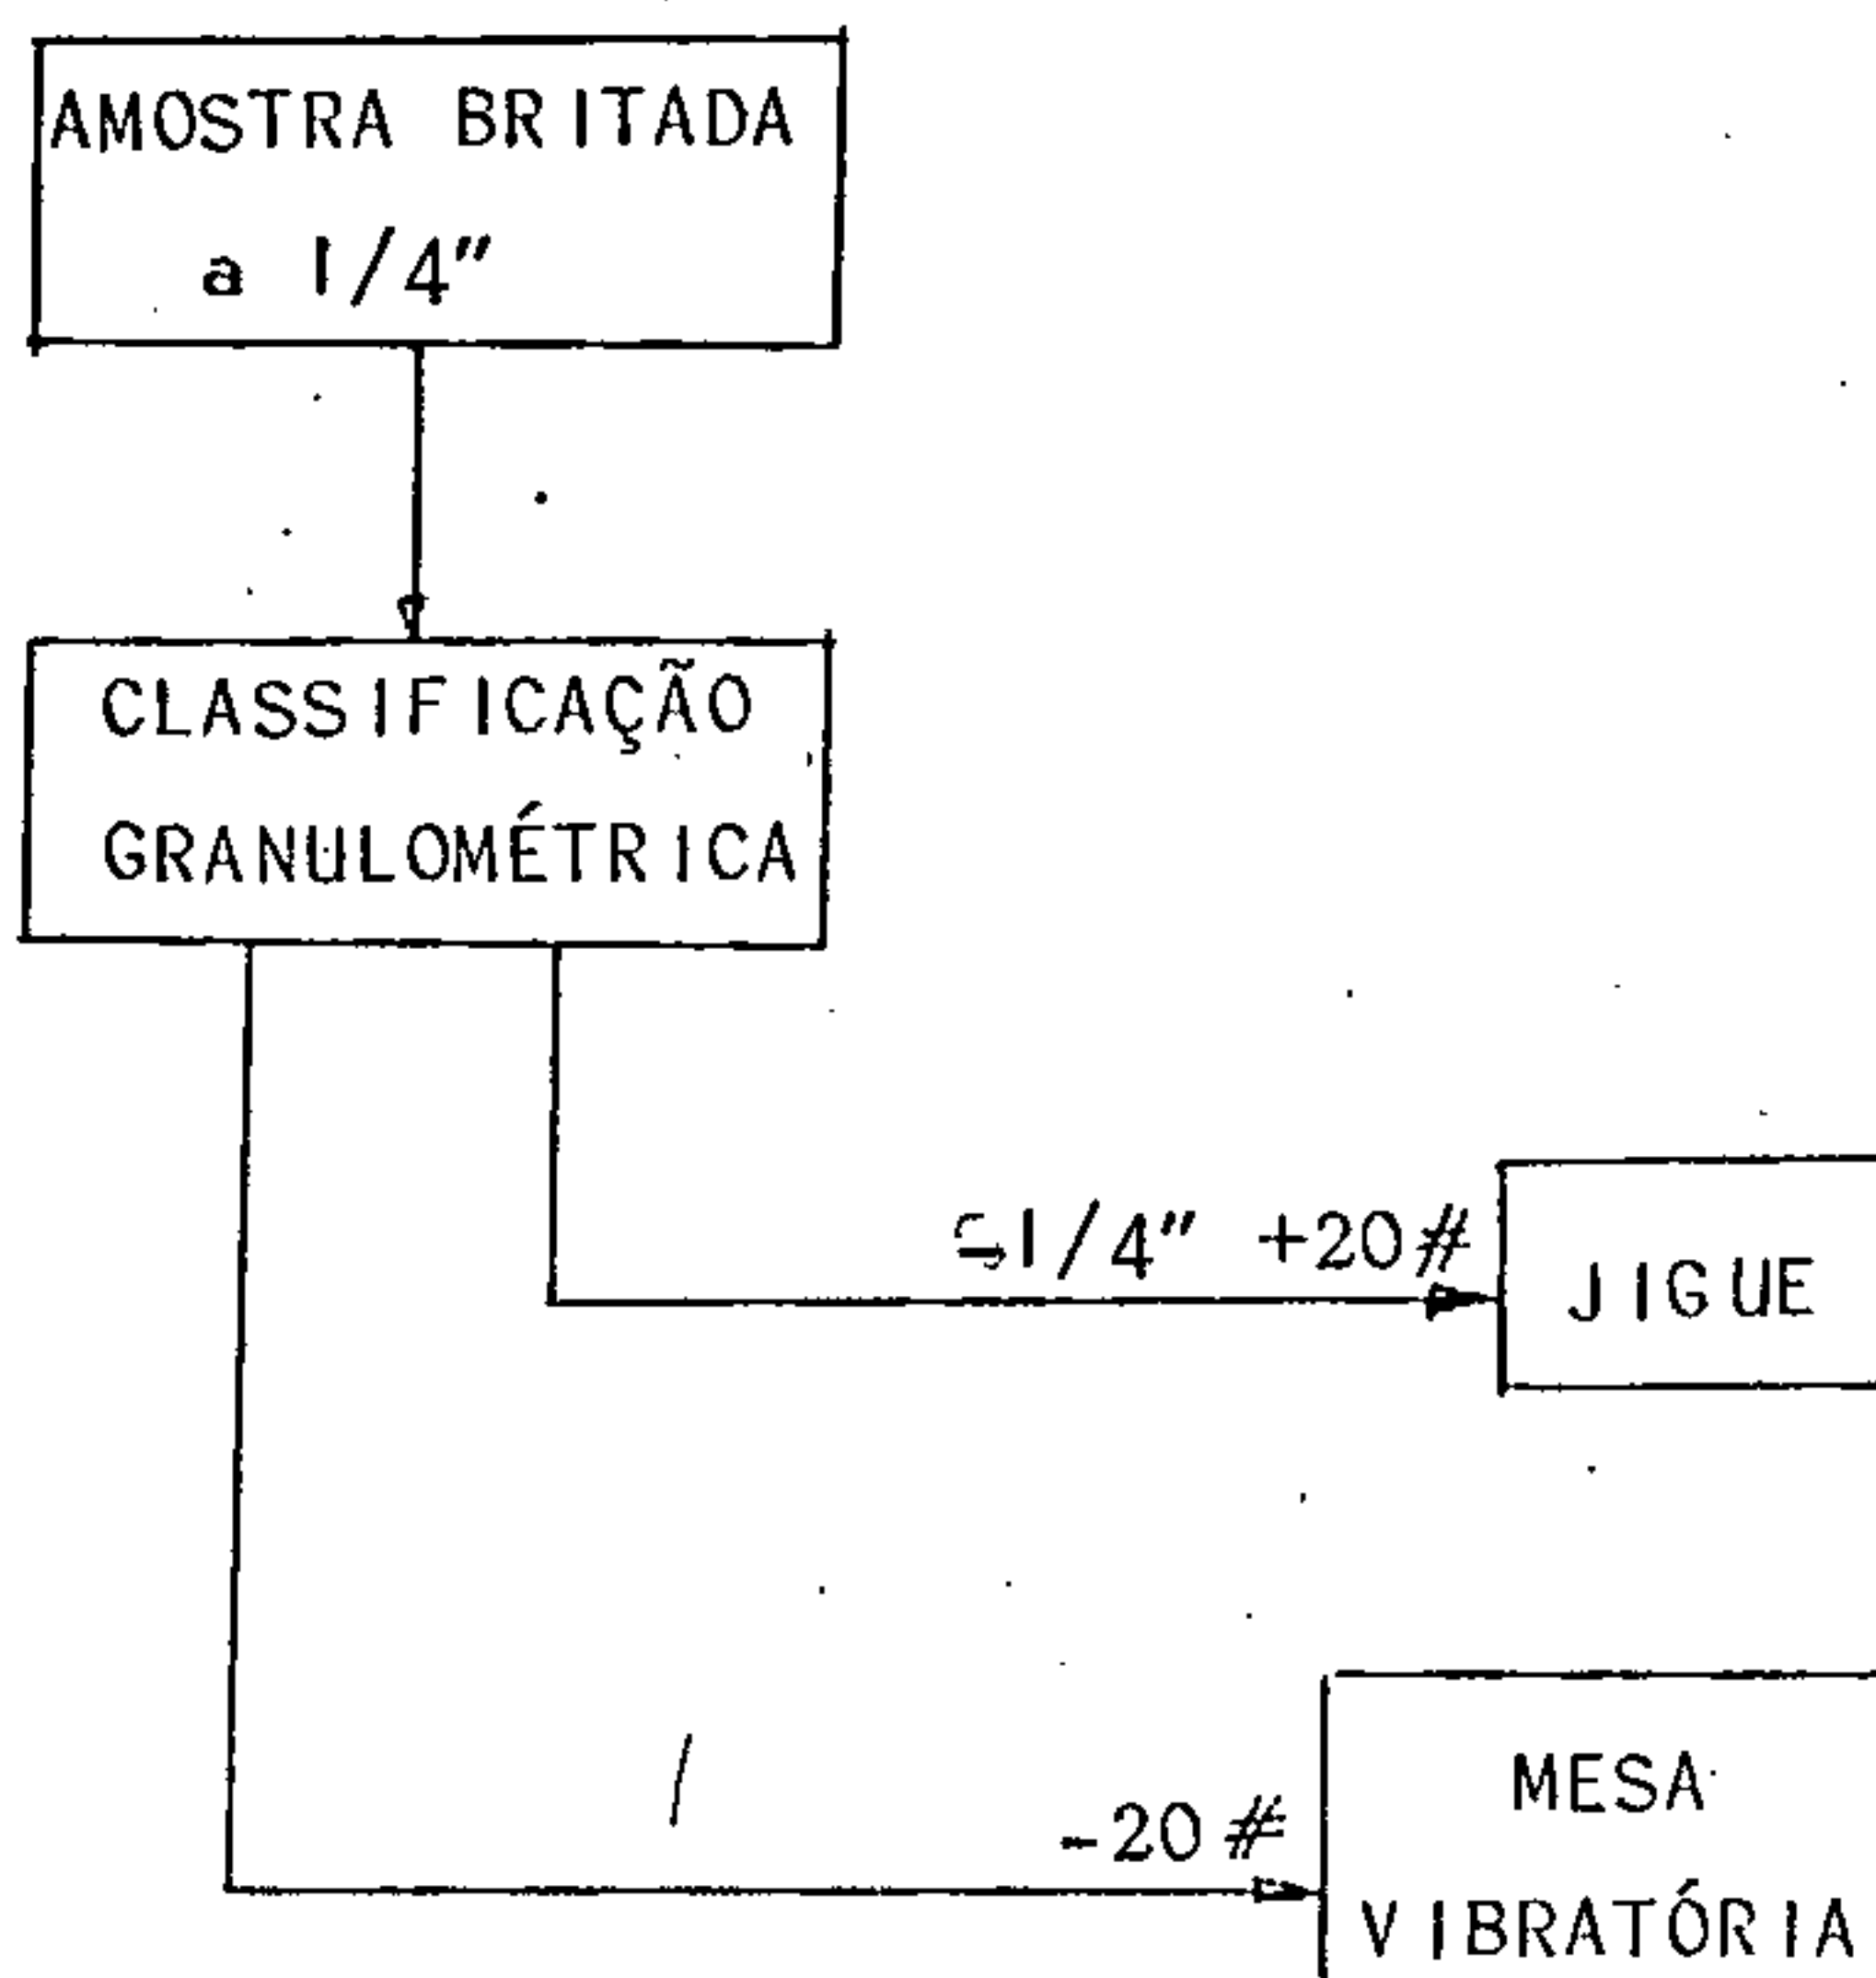 AMOSTRA BRITADA
a 1/4"
CLASSIFICAÇÃO
GRANULOMÉTRICA
-1/4" +20#
JIGUE
-20#
MESA
VIBRATÓRIA